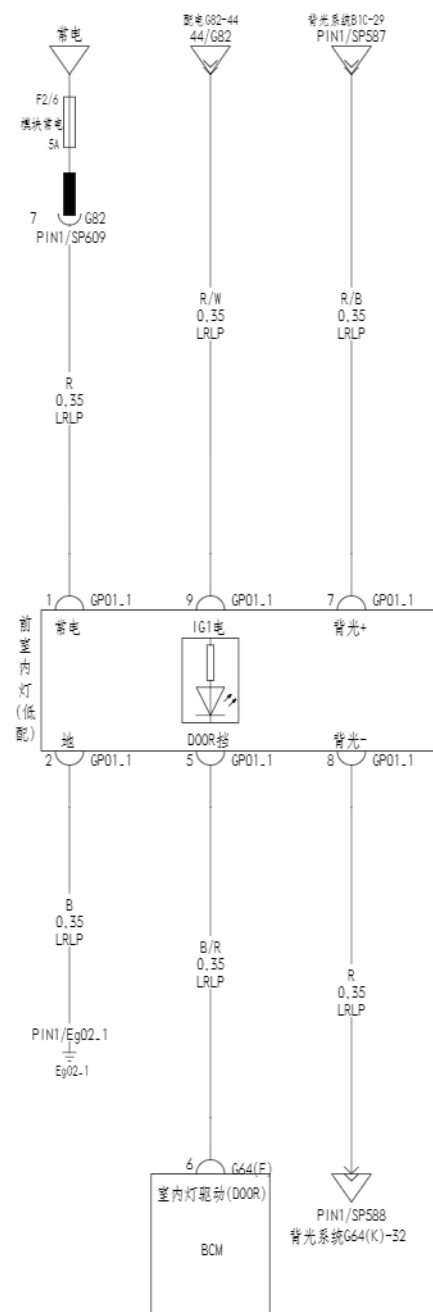 常电
配电G82-44
44/G82
背光系统B1C-29
PIN1/SP587
F2/6
模块常电
5A
7
G82
PIN1/SP609
R/W
0.35
LRLP
R/B
0.35
LRLP
R
0.35
LRLP
1
GP01_1
9
GP01_1
7
GP01_1
前室内灯(低配)
常电
IG1电
背光+
地
DOOR挡
背光-
2
GP01_1
5
GP01_1
8
GP01_1
B
0.35
LRLP
B/R
0.35
LRLP
R
0.35
LRLP
PIN1/Eg02_1
Eg02-1
6
G64(E)
室内灯驱动(DOOR)
BCM
PIN1/SP588
背光系统G64(K)-32